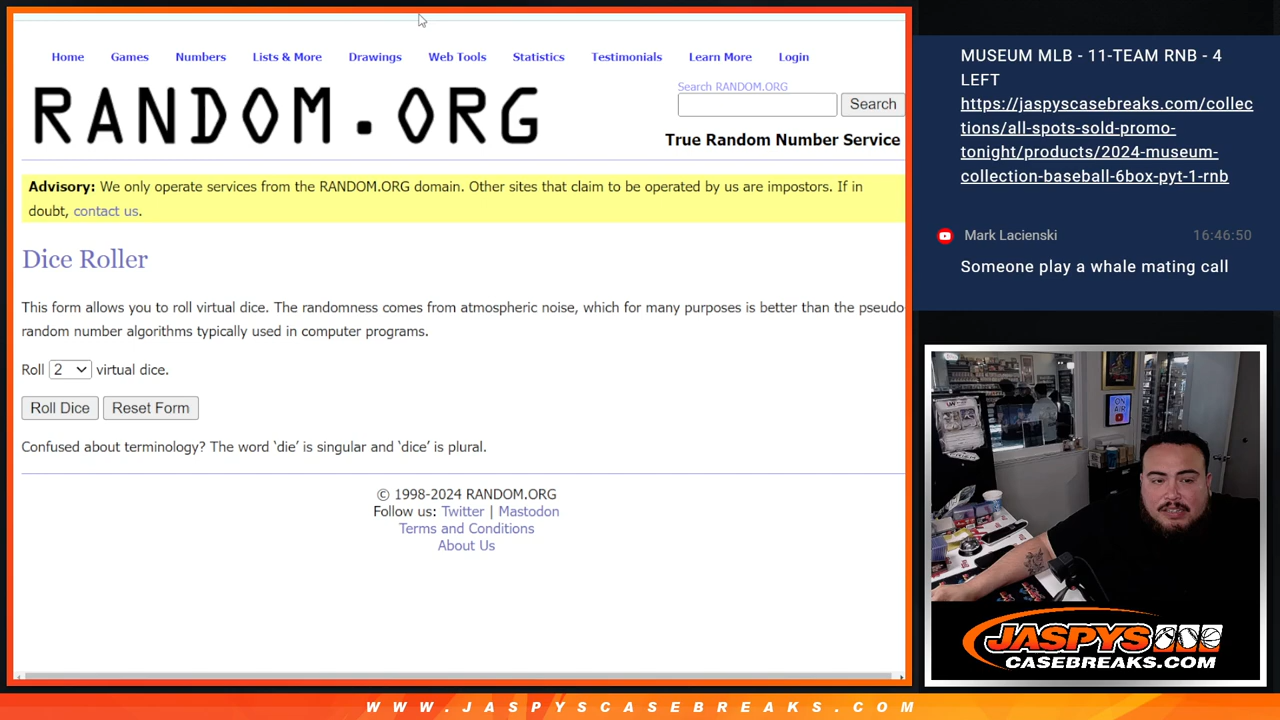 Home Games Numbers Lists & More Drawings Web Tools Statistics Testimonials Learn More Login
RANDOM.ORG
Search RANDOM.ORG
Search
True Random Number Service
Advisory: We only operate services from the RANDOM.ORG domain. Other sites that claim to be operated by us are impostors. If in
doubt, contact us.
Dice Roller
This form allows you to roll virtual dice. The randomness comes from atmospheric noise, which for many purposes is better than the pseudo
random number algorithms typically used in computer programs.
Roll 2 virtual dice.
Roll Dice Reset Form
Confused about terminology? The word ‘die’ is singular and ‘dice’ is plural.
© 1998-2024 RANDOM.ORG
Follow us: Twitter | Mastodon
Terms and Conditions
About Us
MUSEUM MLB - 11-TEAM RNB - 4
LEFT
https://jaspyscasebreaks.com/collec
tions/all-spots-sold-promo-
tonight/products/2024-museum-
collection-baseball-6box-pyt-1-rnb
Mark Lacienski 16:46:50
Someone play a whale mating call
ON
AIR
JASPYS
CASEBREAKS.COM
WWW.JASPYSCASEBREAKS.COM